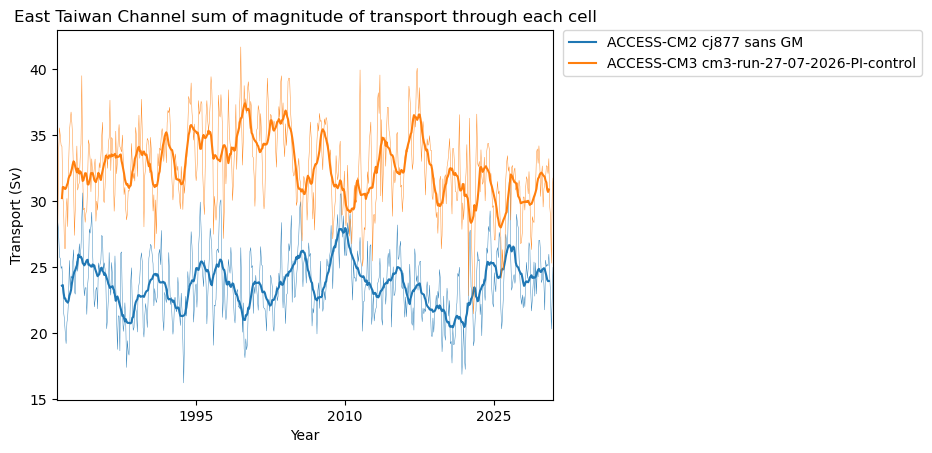 East Taiwan Channel sum of magnitude of transport through each cell
ACCESS-CM2 cj877 sans GM
ACCESS-CM3 cm3-run-27-07-2026-PI-control
40
35
30
25
20
15
Transport (Sv)
1995
2010
2025
Year